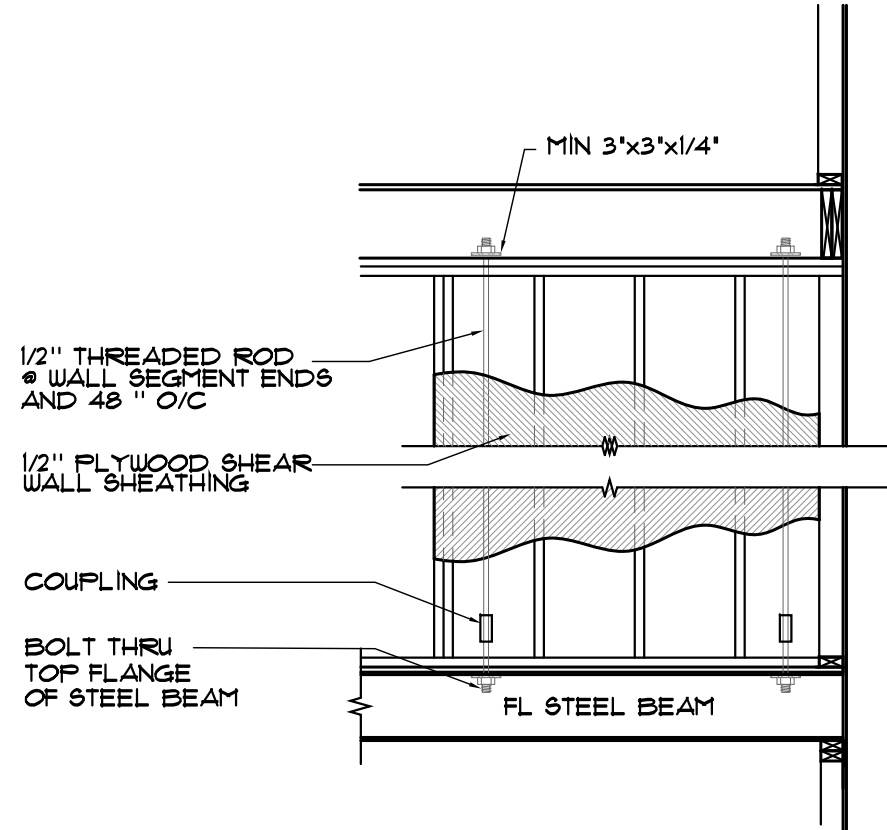 MIN 3"x3"x1/4"
1/2" THREADED ROD
@ WALL SEGMENT ENDS
AND 48 " O/C
1/2" PLYWOOD SHEAR
WALL SHEATHING
COUPLING
BOLT THRU
TOP FLANGE
OF STEEL BEAM
FL STEEL BEAM